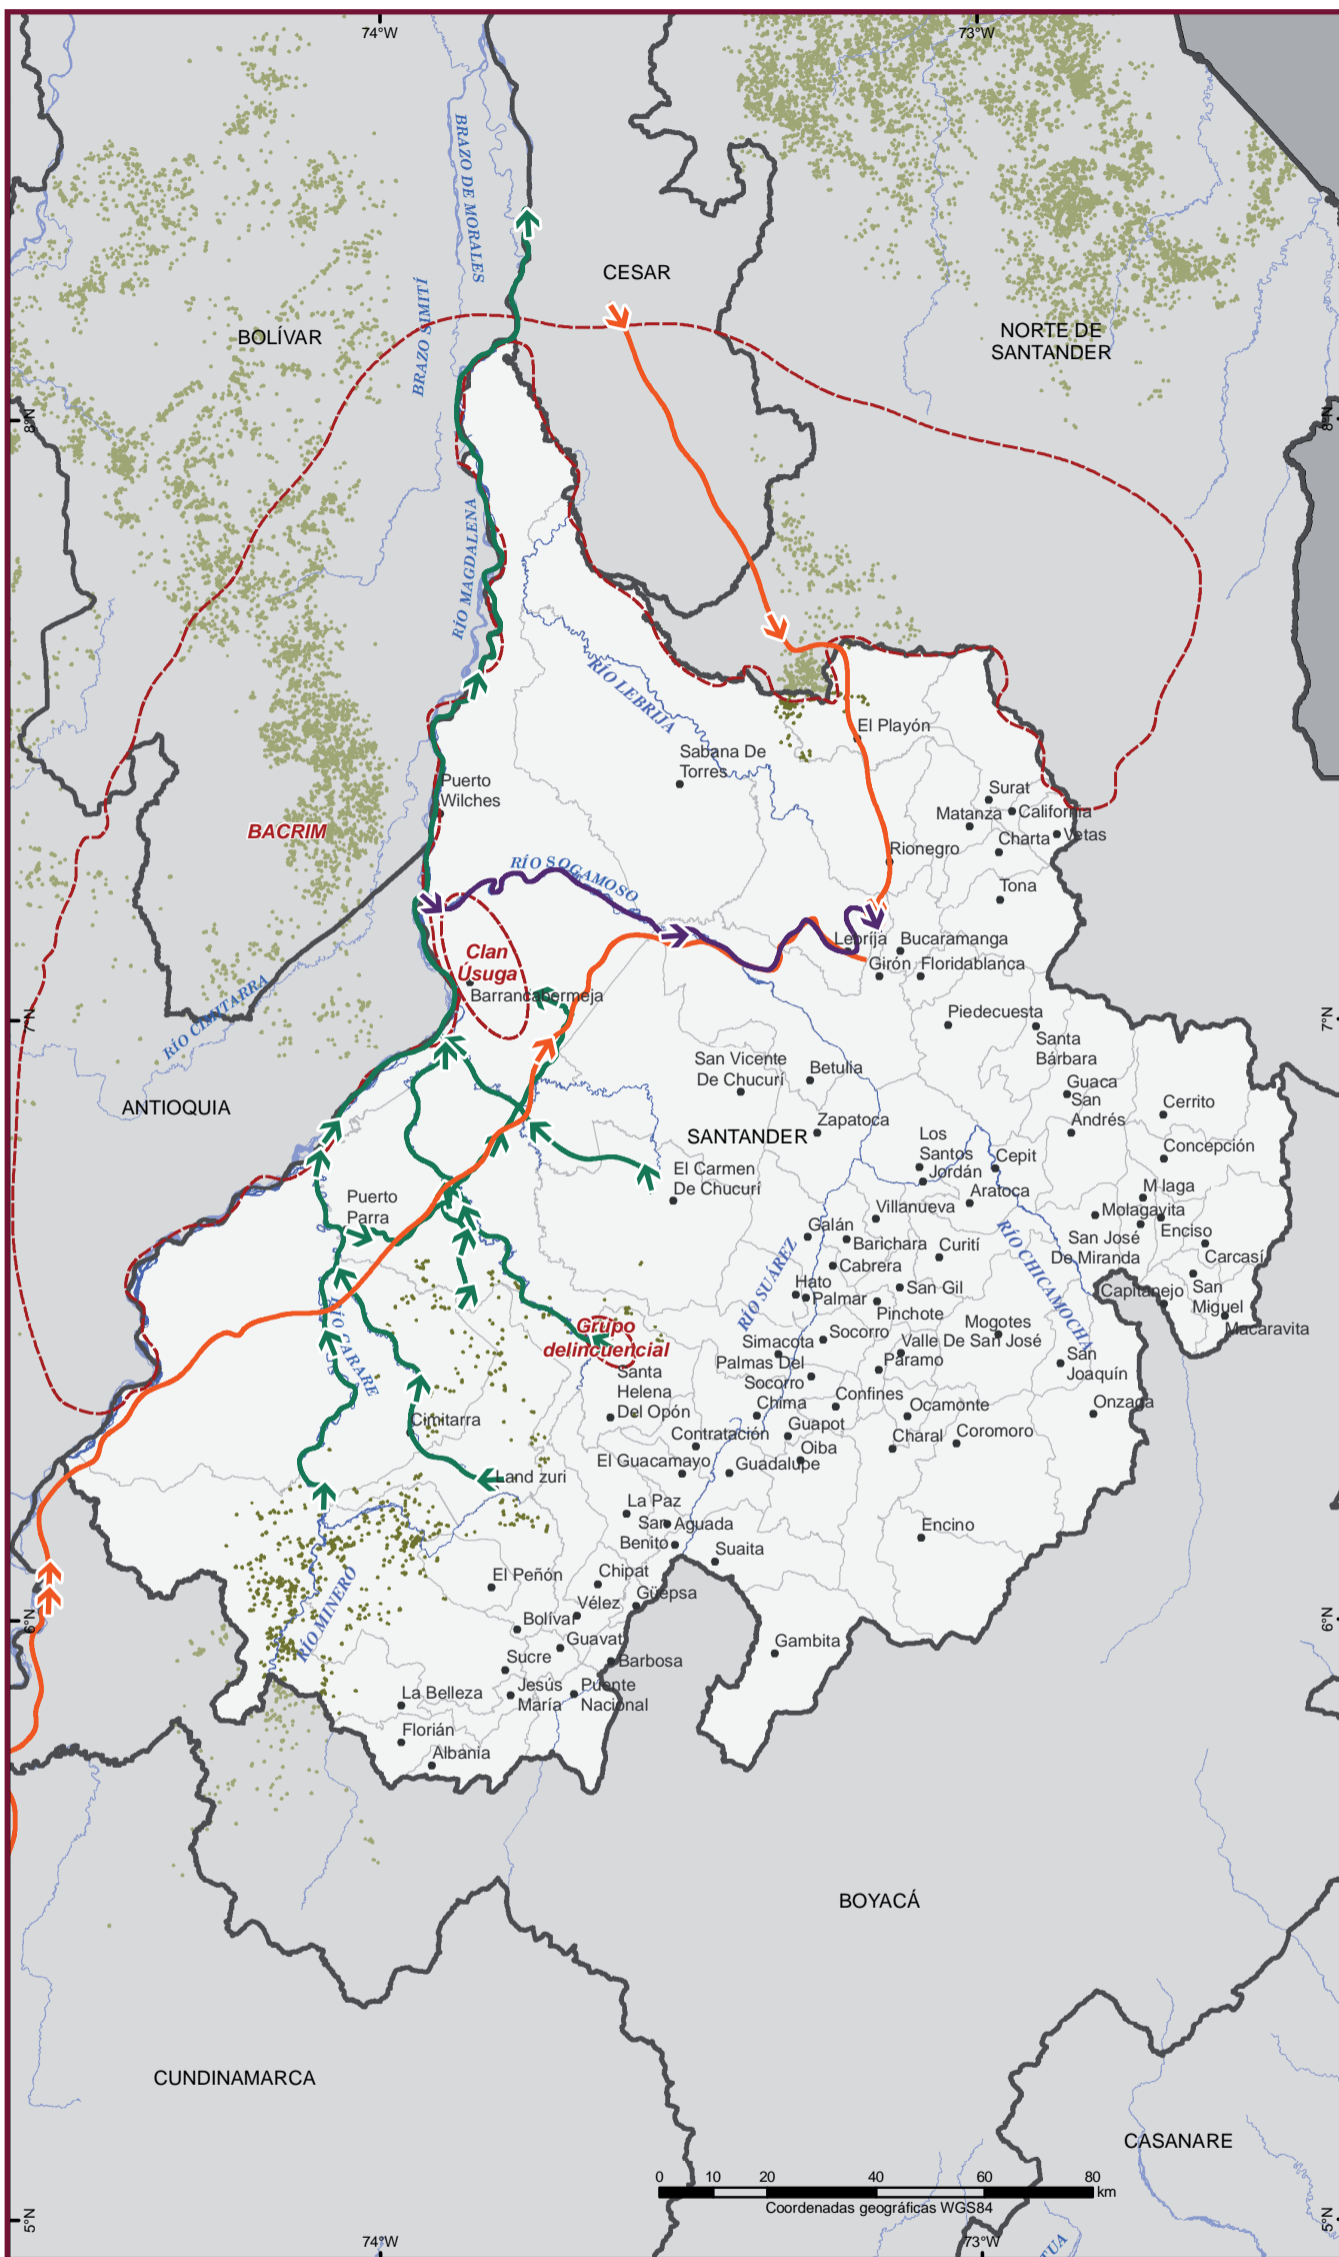 74°W
73°W
BRAZO DE MORALES
CESAR
BOLÍVAR
BRAZO SIMITÍ
NORTE DE
SANTANDER
8°N
8°N
RÍO MAGDALENA
RÍO LEBRIJA
El Playón
Sabana De
Torres
Puerto
Wilches
Surat
Matanza
California
BACRIM
Charta
Vetas
Rionegro
RÍO SOGAMOSO
Tona
Clan
Úsuga
Lebrija
Bucaramanga
Girón
Floridablanca
Barrancabermeja
RÍO CIMITARRA
Piedecuesta
7°N
7°N
Santa
Bárbara
San Vicente
De Chucurí
Betulia
Guaca
San
Andrés
ANTIOQUIA
Cerrito
Zapatoca
SANTANDER
Los
Santos
Concepción
Cepit
Jordán
El Carmen
De Chucurí
Aratoca
M laga
Puerto
Parra
Villanueva
Molagavita
Galán
Enciso
San José
De Miranda
Barichara
Curití
Carcasí
RÍO CHICAMOCHA
Cabrera
RÍO SUÁREZ
Hato
San Gil
San
Miguel
Capitanejo
Palmar
Pinchote
RÍO CARARE
Grupo
delincuencial
Mogotes
Macaravita
Socorro
Simacota
Valle De San José
Palmas Del
Socorro
Páramo
San
Joaquín
Santa
Helena
Del Opón
Confines
Chima
Ocamonte
Onzaga
Cimitarra
Guapot
Contratación
Charal
Coromoro
Oiba
El Guacamayo
Guadalupe
Land zuri
La Paz
San
Benito
Aguada
Encino
Suaita
El Peñón
Chipat
RÍO MINERO
Vélez
Güepsa
Bolívar
Guavat
Gambita
Sucre
Barbosa
La Belleza
Jesús
María
Puente
Nacional
6°N
6°N
Florián
Albania
BOYACÁ
CUNDINAMARCA
CASANARE
0 10 20 40 60 80
km
Coordenadas geográficas WGS84
5°N
5°N
74°W
73°W
TUA